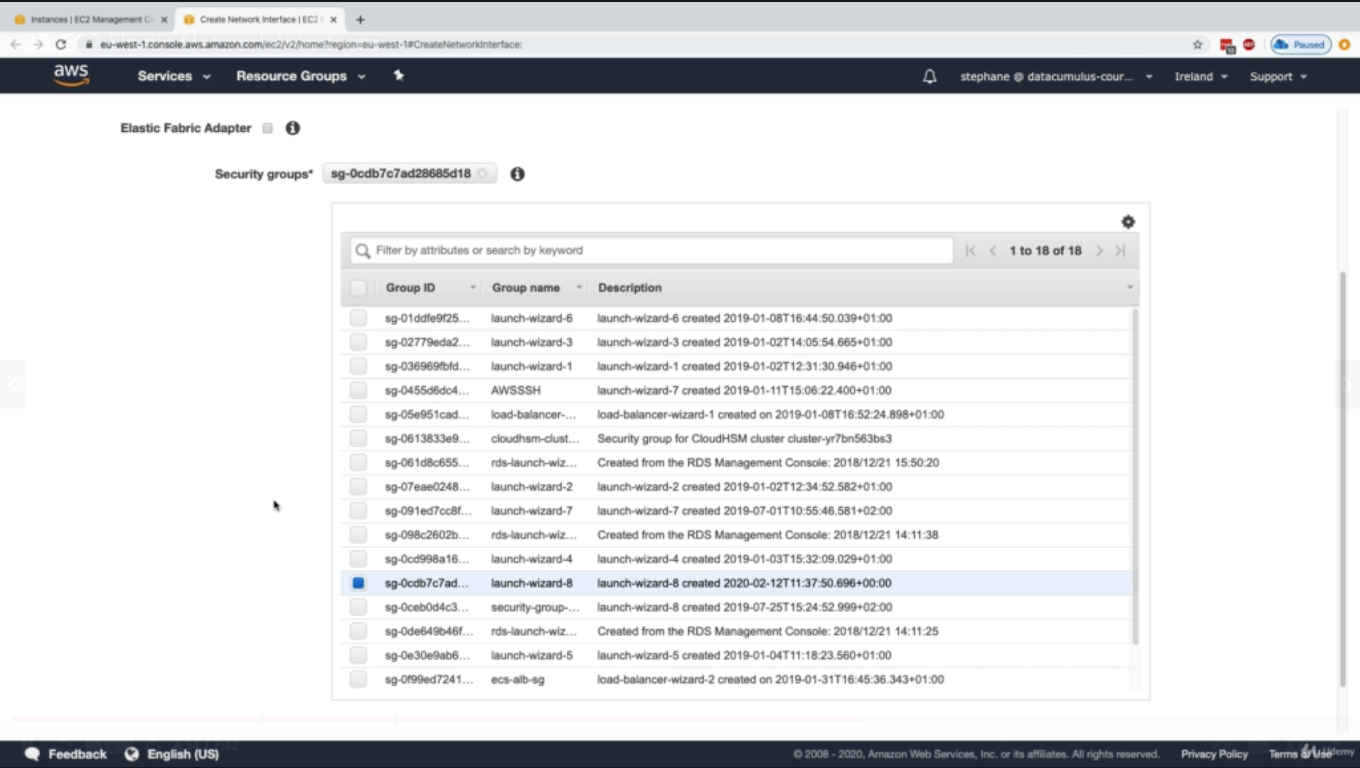 Instances | EC2 Management Co
Create Network Interface | EC2
eu-west-1.console.aws.amazon.com/ec2/v2/home?region=eu-west-1#CreateNetworkInterface:
Paused
aws
Services
Resource Groups
stephane @ datacumulus-cour...
Ireland
Support
Elastic Fabric Adapter
Security groups*
sg-0cdb7c7ad28685d18
Filter by attributes or search by keyword
1 to 18 of 18
Group ID Group name Description
sg-01ddfe9f25... launch-wizard-6 launch-wizard-6 created 2019-01-08T16:44:50.039+01:00
sg-02779eda2... launch-wizard-3 launch-wizard-3 created 2019-01-02T14:05:54.665+01:00
sg-036969fbfd... launch-wizard-1 launch-wizard-1 created 2019-01-02T12:31:30.946+01:00
sg-0455d6dc4... AWSSSH launch-wizard-7 created 2019-01-11T15:06:22.400+01:00
sg-05e951cad... load-balancer-... load-balancer-wizard-1 created on 2019-01-08T16:52:24.898+01:00
sg-0613833e9... cloudhsm-clust... Security group for CloudHSM cluster cluster-yr7bn563bs3
sg-061d8c655... rds-launch-wiz... Created from the RDS Management Console: 2018/12/21 15:50:20
sg-07eae0248... launch-wizard-2 launch-wizard-2 created 2019-01-02T12:34:52.582+01:00
sg-091ed7cc8f... launch-wizard-7 launch-wizard-7 created 2019-07-01T10:55:46.581+02:00
sg-098c2602b... rds-launch-wiz... Created from the RDS Management Console: 2018/12/21 14:11:38
sg-0cd998a16... launch-wizard-4 launch-wizard-4 created 2019-01-03T15:32:09.029+01:00
sg-0cdb7c7ad... launch-wizard-8 launch-wizard-8 created 2020-02-12T11:37:50.696+00:00
sg-0ceb0d4c3... security-group-... launch-wizard-8 created 2019-07-25T15:24:52.999+02:00
sg-0de649b46f... rds-launch-wiz... Created from the RDS Management Console: 2018/12/21 14:11:25
sg-0e30e9ab6... launch-wizard-5 launch-wizard-5 created 2019-01-04T11:18:23.560+01:00
sg-0f99ed7241... ecs-alb-sg load-balancer-wizard-2 created on 2019-01-31T16:45:36.343+01:00
Feedback
English (US)
© 2008 - 2020, Amazon Web Services, Inc. or its affiliates. All rights reserved.
Privacy Policy
Terms of Use